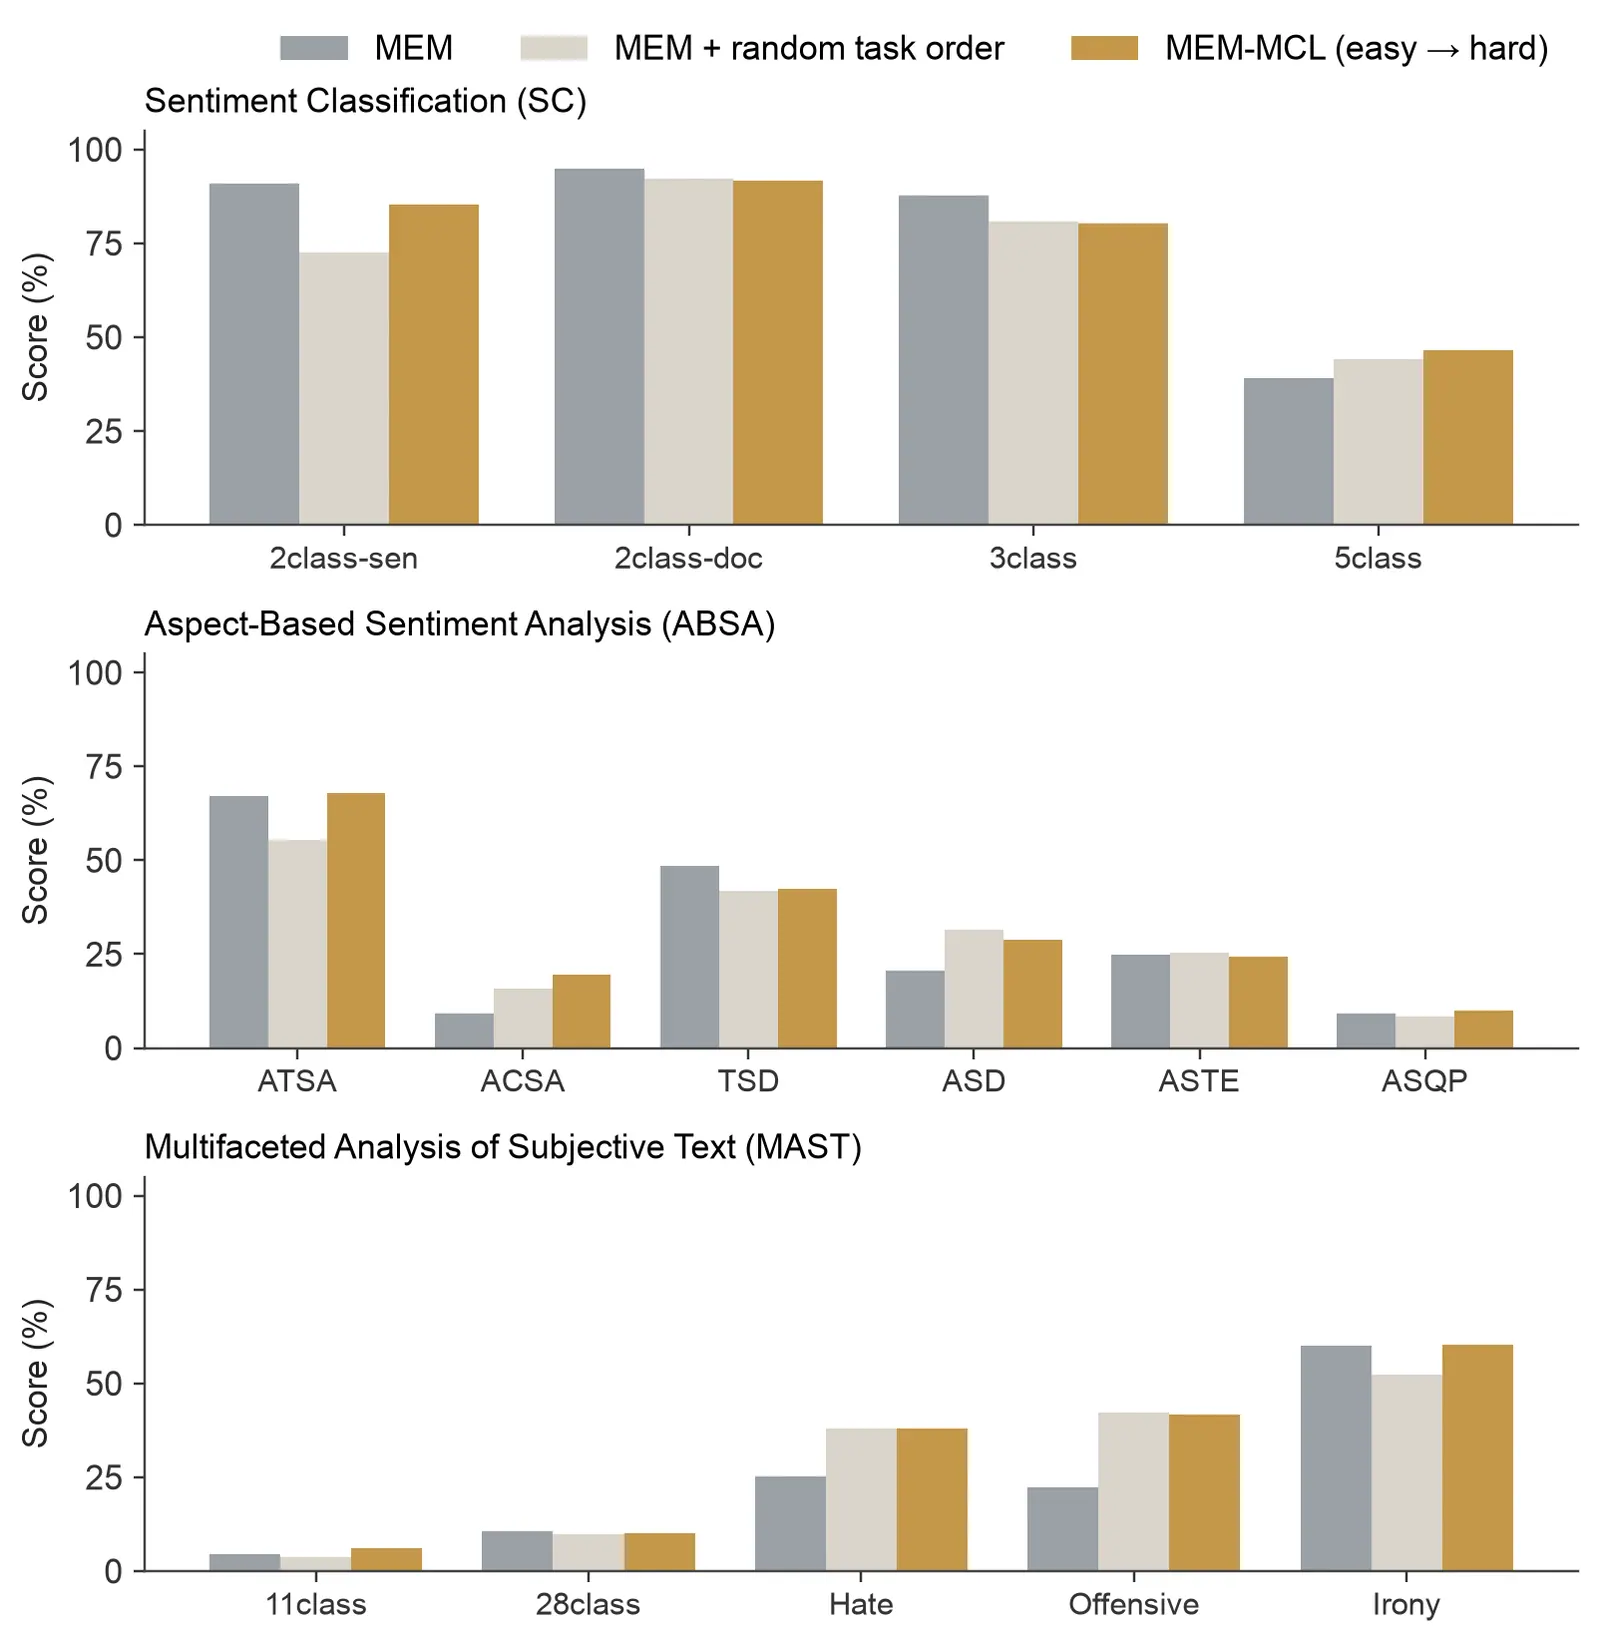 MEM MEM + random task order MEM-MCL (easy → hard)
Sentiment Classification (SC)
100
75
50
25
0
Score (%)
2class-sen 2class-doc 3class 5class
Aspect-Based Sentiment Analysis (ABSA)
100
75
50
25
0
Score (%)
ATSA ACSA TSD ASD ASTE ASQP
Multifaceted Analysis of Subjective Text (MAST)
100
75
50
25
0
Score (%)
11class 28class Hate Offensive Irony